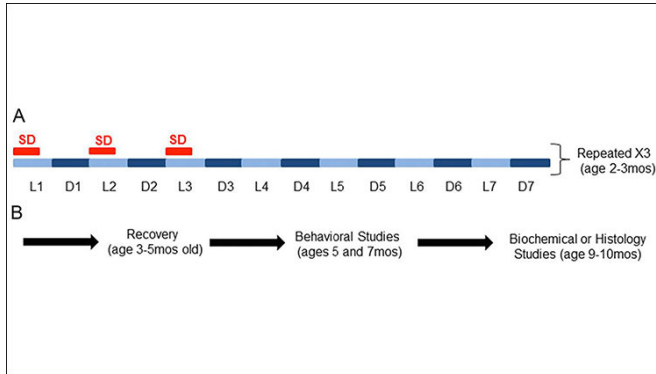 A
SD SD SD
Repeated X3
(age 2-3mos)
L1 D1 L2 D2 L3 D3 L4 D4 L5 D5 L6 D6 L7 D7
B
Recovery
(age 3-5mos old)
Behavioral Studies
(ages 5 and 7mos)
Biochemical or Histology
Studies (age 9-10mos)